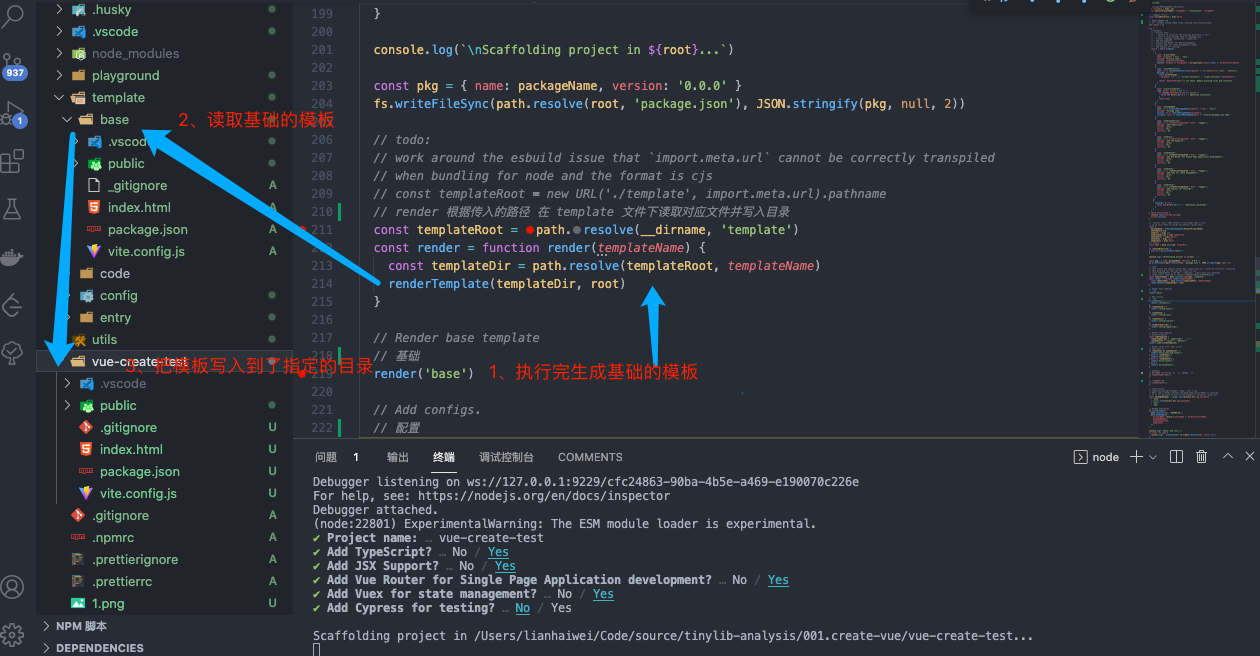 .husky
.vscode
node_modules
playground
template
base
.vscode
public
_gitignore A
index.html A
package.json A
vite.config.js A
code
config
entry
utils
vue-create-test
.vscode
public
.gitignore U
index.html U
package.json U
vite.config.js U
.gitignore A
.npmrc A
.prettierignore A
.prettierrc A
1.png U
NPM 脚本
DEPENDENCIES
937
1
2、读取基础的模板
3、把模板写入到了指定的目录
1、执行完生成基础的模板
199 }
200
201 console.log(`\nScaffolding project in ${root}...`)
202
203 const pkg = { name: packageName, version: '0.0.0' }
204 fs.writeFileSync(path.resolve(root, 'package.json'), JSON.stringify(pkg, null, 2))
206 // todo:
207 // work around the esbuild issue that `import.meta.url` cannot be correctly transpiled
208 // when bundling for node and the format is cjs
209 // const templateRoot = new URL('./template', import.meta.url).pathname
210 // render 根据传入的路径 在 template 文件下读取对应文件并写入目录
211 const templateRoot = path.resolve(__dirname, 'template')
const render = function render(templateName) {
213 const templateDir = path.resolve(templateRoot, templateName)
214 renderTemplate(templateDir, root)
215 }
216
217 // Render base template
218 // 基础
219 render('base')
220
221 // Add configs.
222 // 配置
问题 1 输出 终端 调试控制台 COMMENTS
node
Debugger listening on ws://127.0.0.1:9229/cfc24863-90ba-4b5e-a469-e190070c226e
For help, see: https://nodejs.org/en/docs/inspector
Debugger attached.
(node:22801) ExperimentalWarning: The ESM module loader is experimental.
✔ Project name: … vue-create-test
✔ Add TypeScript? … No / Yes
✔ Add JSX Support? … No / Yes
✔ Add Vue Router for Single Page Application development? … No / Yes
✔ Add Vuex for state management? … No / Yes
✔ Add Cypress for testing? … No / Yes
Scaffolding project in /Users/lianhaiwei/Code/source/tinylib-analysis/001.create-vue/vue-create-test...